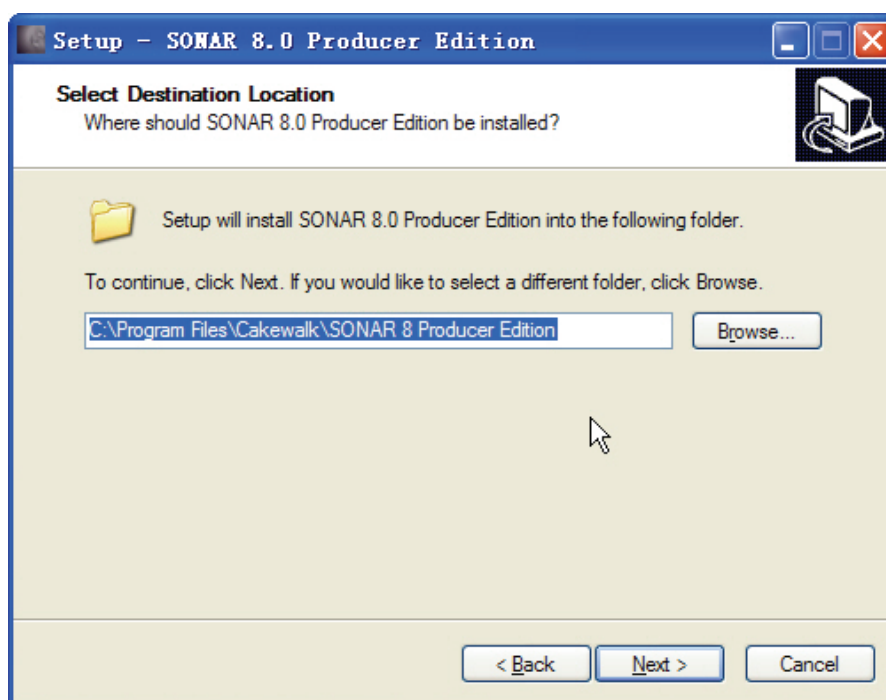 Setup - SONAR 8.0 Producer Edition
Select Destination Location
Where should SONAR 8.0 Producer Edition be installed?
Setup will install SONAR 8.0 Producer Edition into the following folder.
To continue, click Next. If you would like to select a different folder, click Browse.
C:\Program Files\Cakewalk\SONAR 8 Producer Edition
Browse...
< Back
Next >
Cancel